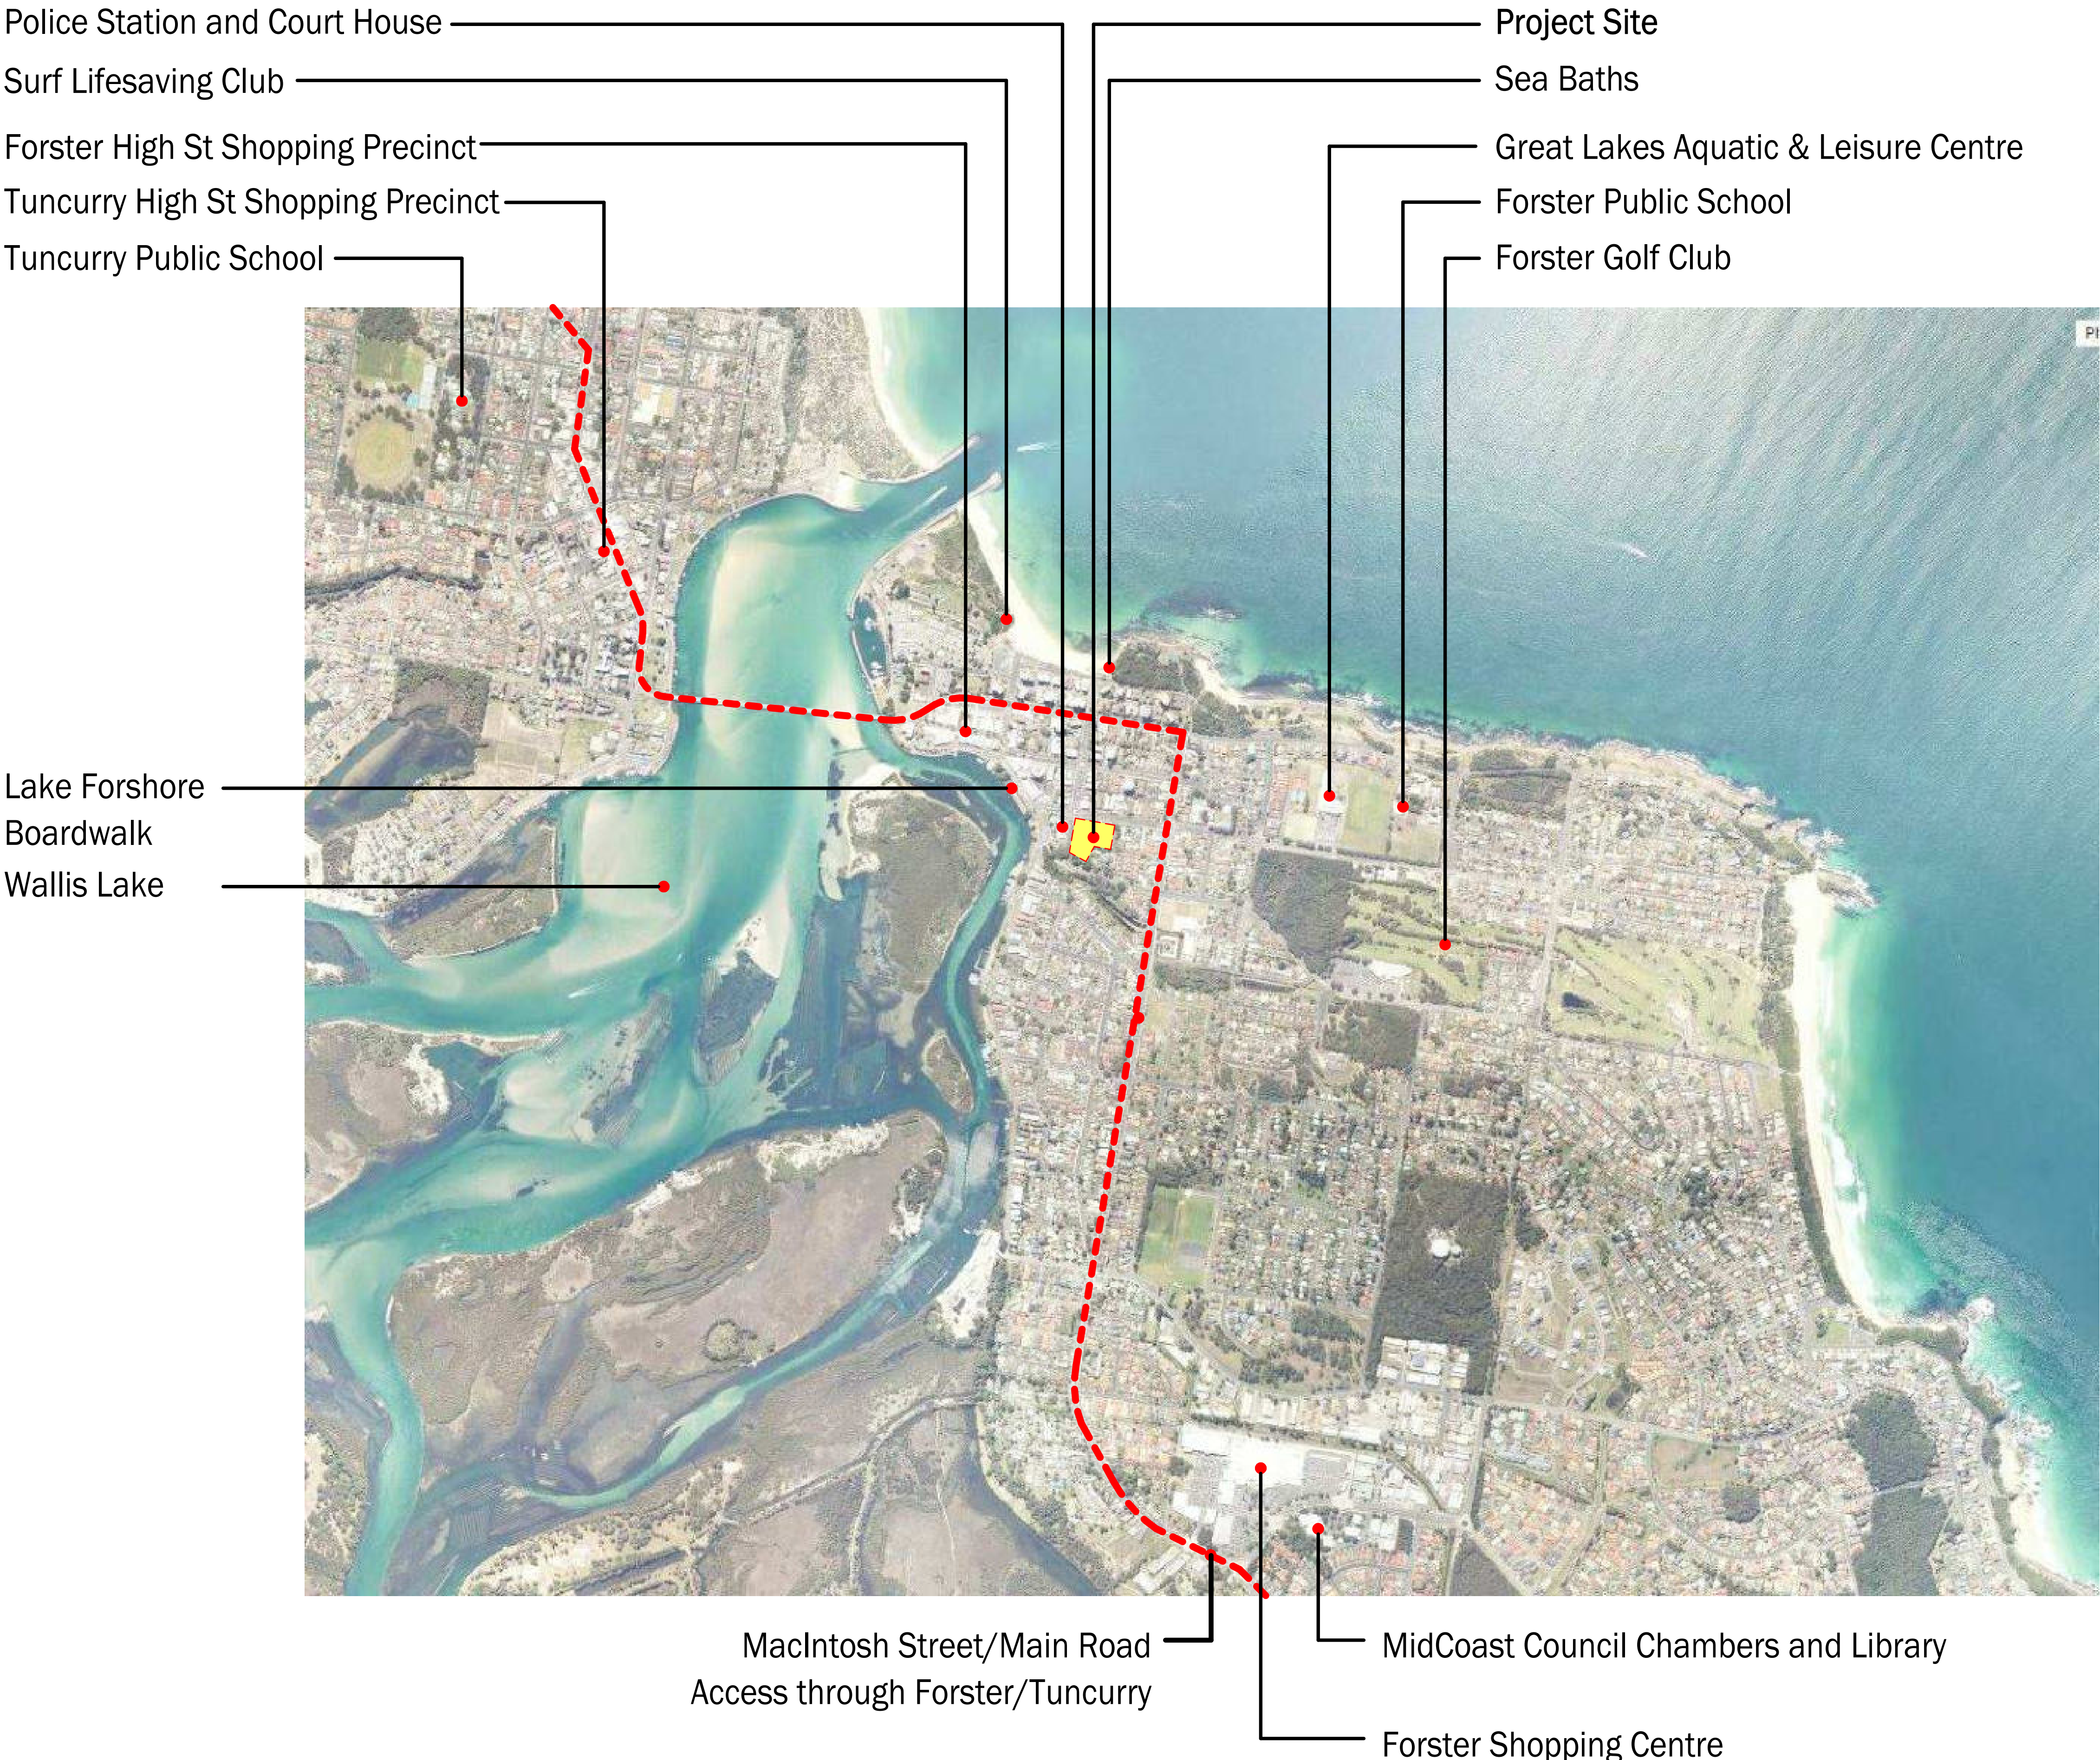 Police Station and Court House
Surf Lifesaving Club
Forster High St Shopping Precinct
Tuncurry High St Shopping Precinct
Tuncurry Public School
Project Site
Sea Baths
Great Lakes Aquatic & Leisure Centre
Forster Public School
Forster Golf Club
Lake Forshore
Boardwalk
Wallis Lake
MacIntosh Street/Main Road
Access through Forster/Tuncurry
MidCoast Council Chambers and Library
Forster Shopping Centre